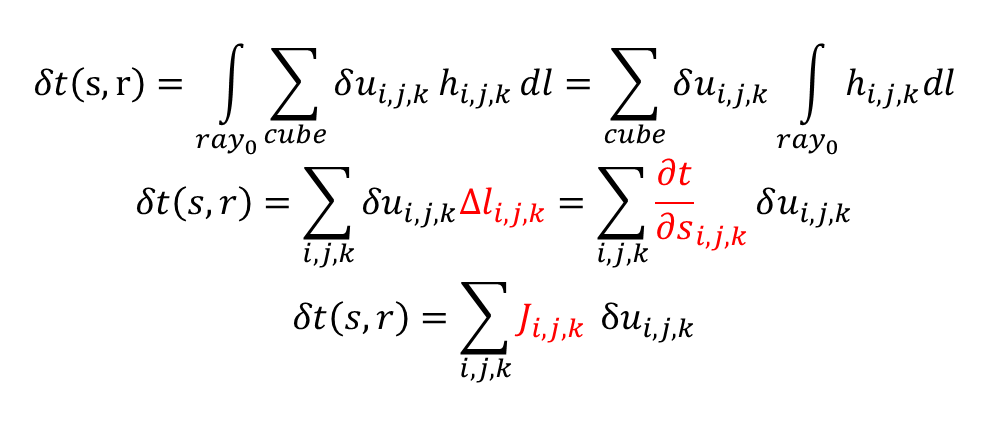 δt(s,r) = ∫_{ray_0} ∑_{cube} δu_{i,j,k} h_{i,j,k} dl = ∑_{cube} δu_{i,j,k} ∫_{ray_0} h_{i,j,k} dl
δt(s,r) = ∑_{i,j,k} δu_{i,j,k} Δl_{i,j,k} = ∑_{i,j,k} ∂t/∂s_{i,j,k} δu_{i,j,k}
δt(s,r) = ∑_{i,j,k} J_{i,j,k} δu_{i,j,k}